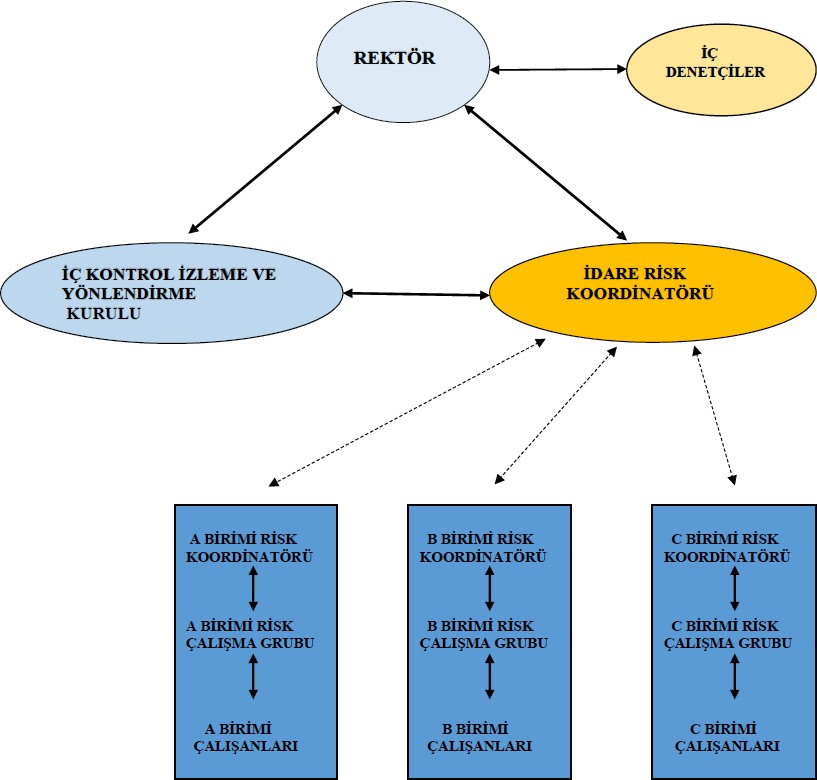 REKTÖR
İÇ
DENETÇİLER
İÇ KONTROL İZLEME VE
YÖNLENDİRME
KURULU
İDARE RİSK
KOORDİNATÖRÜ
A BİRİMİ RİSK
KOORDİNATÖRÜ
A BİRİMİ RİSK
ÇALIŞMA GRUBU
A BİRİMİ
ÇALIŞANLARI
B BİRİMİ RİSK
KOORDİNATÖRÜ
B BİRİMİ RİSK
ÇALIŞMA GRUBU
B BİRİMİ
ÇALIŞANLARI
C BİRİMİ RİSK
KOORDİNATÖRÜ
C BİRİMİ RİSK
ÇALIŞMA GRUBU
C BİRİMİ
ÇALIŞANLARI